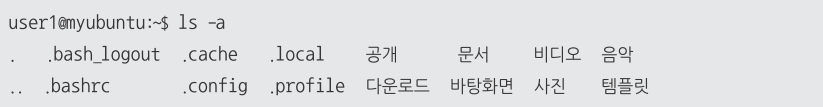 user1@myubuntu:~$ ls -a
. .bash_logout .cache .local 공개 문서 비디오 음악
.. .bashrc .config .profile 다운로드 바탕화면 사진 템플릿